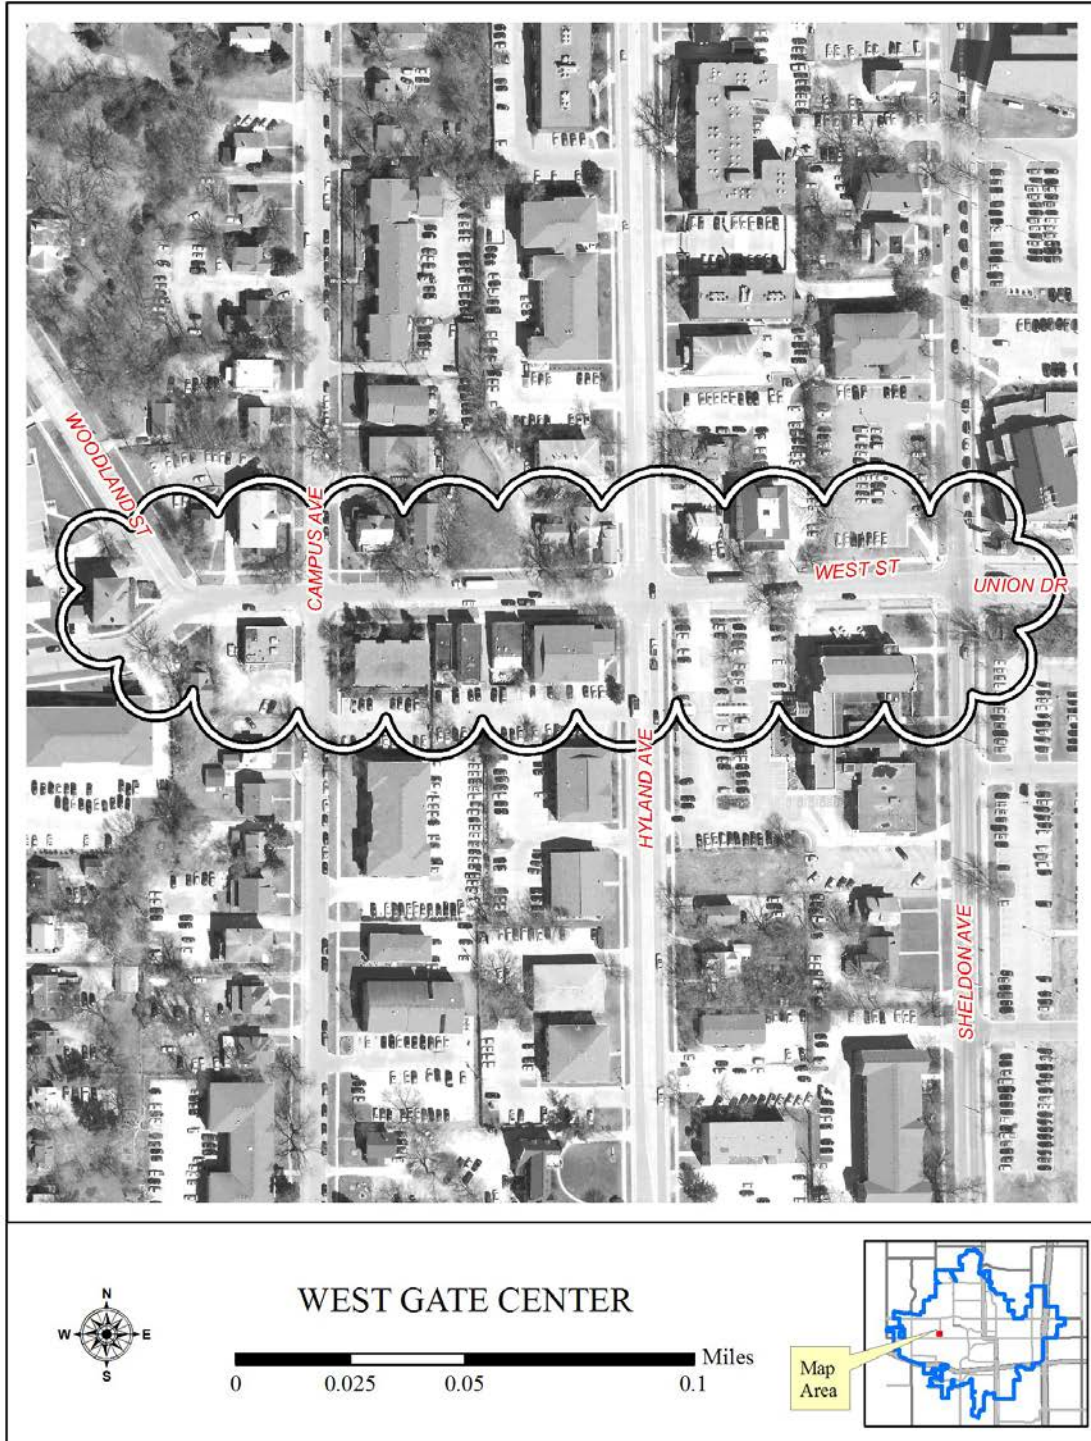 WOODLAND ST
CAMPUS AVE
WEST ST
UNION DR
HYLAND AVE
SHELDON AVE
N
W
E
S
WEST GATE CENTER
Miles
0
0.025
0.05
0.1
Map
Area